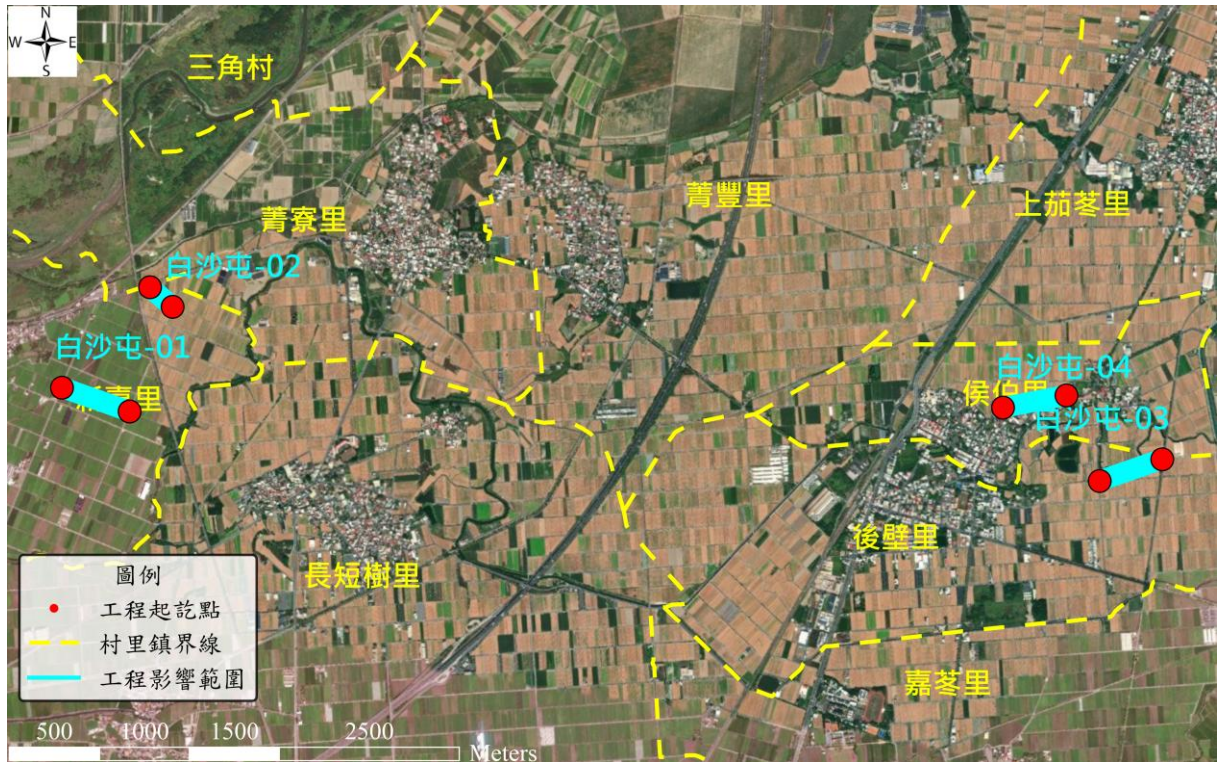 N
W E
S
三角村
菁寮里
菁豐里
上茄苳里
白沙屯-02
白沙屯-01
新嘉里
白沙屯-04
侯伯里
白沙屯-03
後壁里
長短樹里
嘉苳里
圖例
工程起訖點
村里鎮界線
工程影響範圍
500 1000 1500 2500
Meters